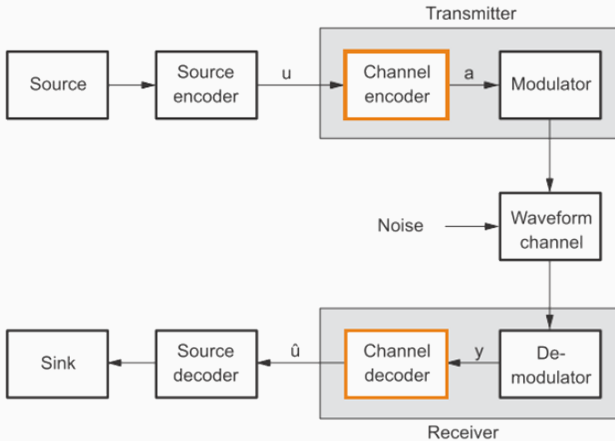 Transmitter
Source
Source
encoder
u
Channel
encoder
a
Modulator
Noise
Waveform
channel
Sink
Source
decoder
û
Channel
decoder
y
De-
modulator
Receiver